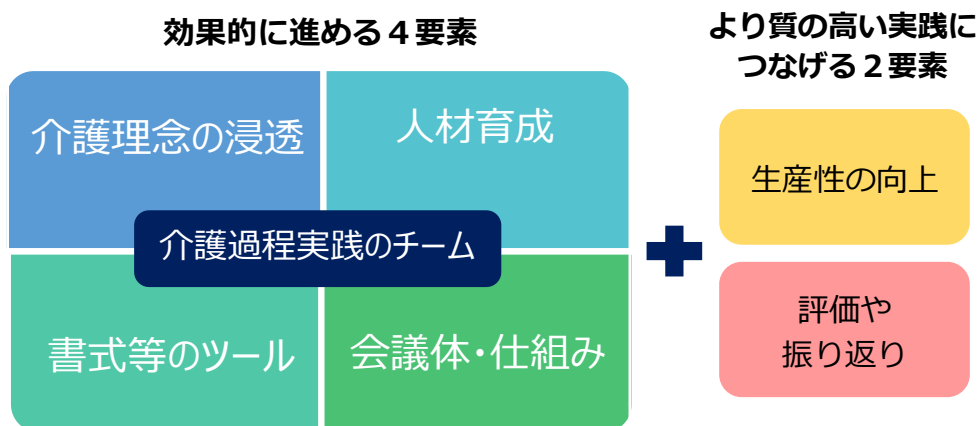 効果的に進める４要素
より質の高い実践に
つなげる２要素
介護理念の浸透
人材育成
介護過程実践のチーム
書式等のツール
会議体・仕組み
生産性の向上
評価や
振り返り